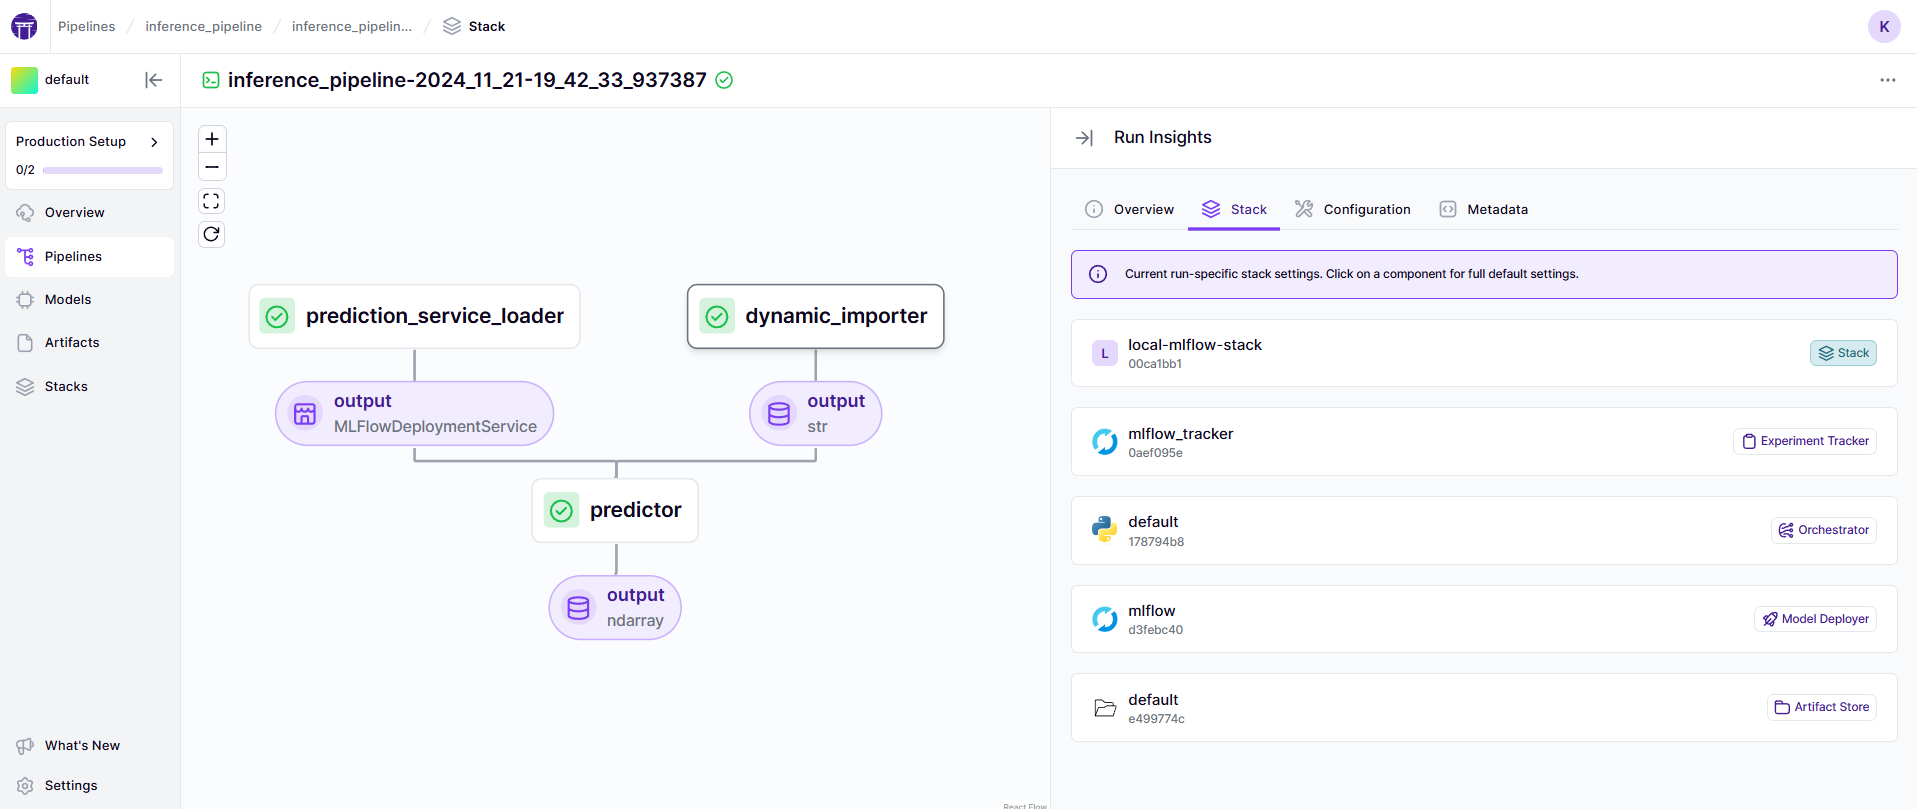 Pipelines / inference_pipeline / inference_pipelin... / Stack
K
default
inference_pipeline-2024_11_21-19_42_33_937387
Production Setup
0/2
Overview
Pipelines
Models
Artifacts
Stacks
What's New
Settings
prediction_service_loader
dynamic_importer
output
MLFlowDeploymentService
output
str
predictor
output
ndarray
React Flow
Run Insights
Overview
Stack
Configuration
Metadata
Current run-specific stack settings. Click on a component for full default settings.
L
local-mlflow-stack
00ca1bb1
Stack
mlflow_tracker
0aef095e
Experiment Tracker
default
178794b8
Orchestrator
mlflow
d3febc40
Model Deployer
default
e499774c
Artifact Store